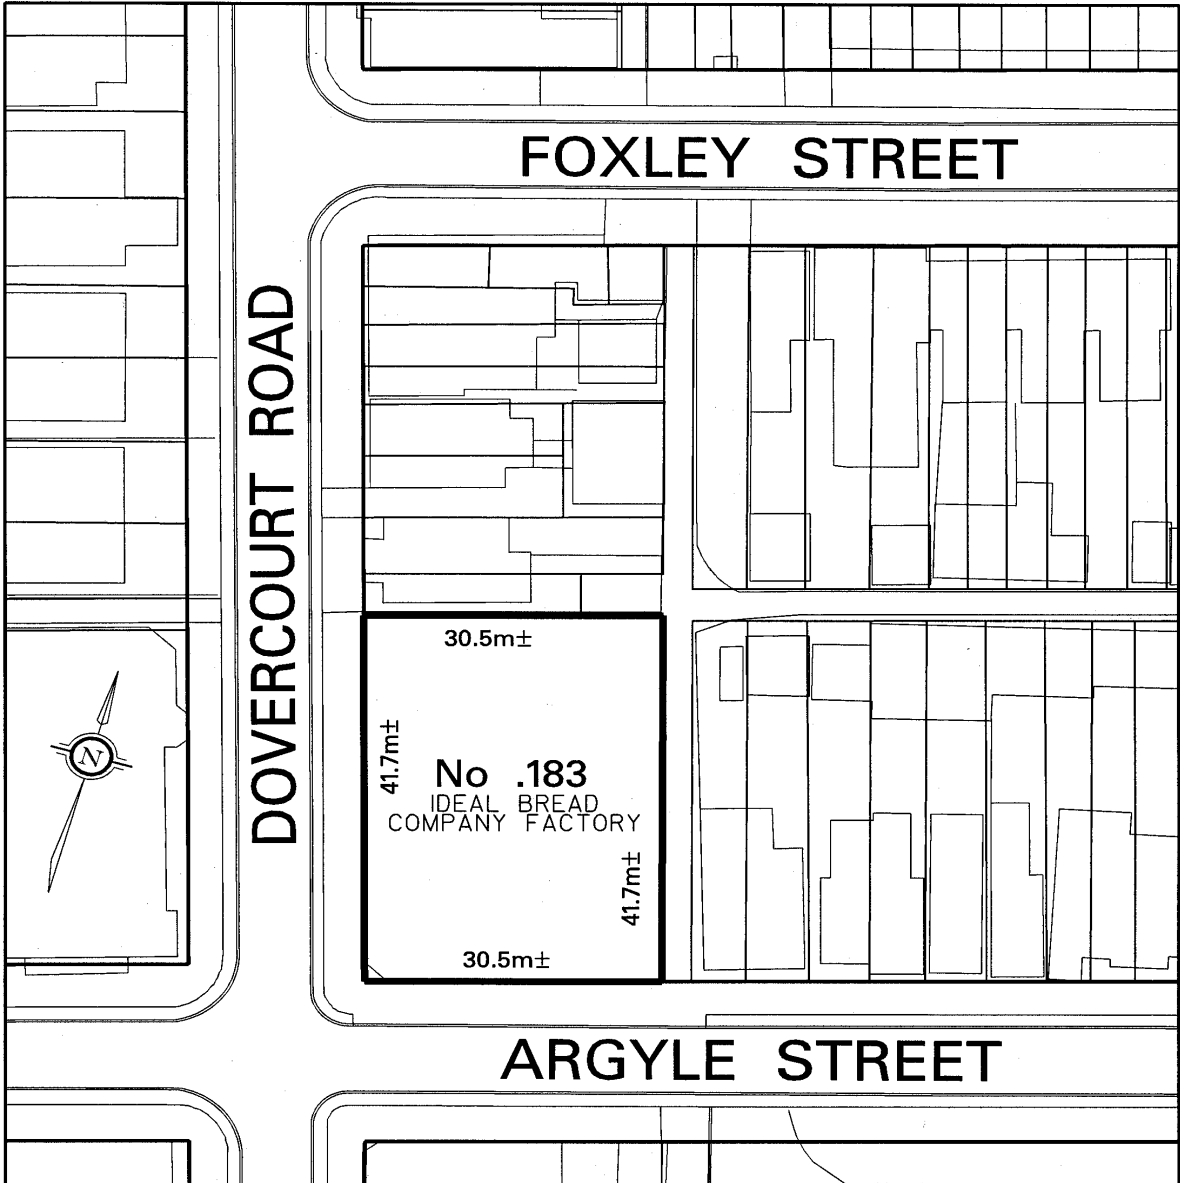 FOXLEY STREET
DOVERCOURT ROAD
30.5m±
41.7m±
No .183
IDEAL BREAD
COMPANY FACTORY
41.7m±
30.5m±
N
ARGYLE STREET